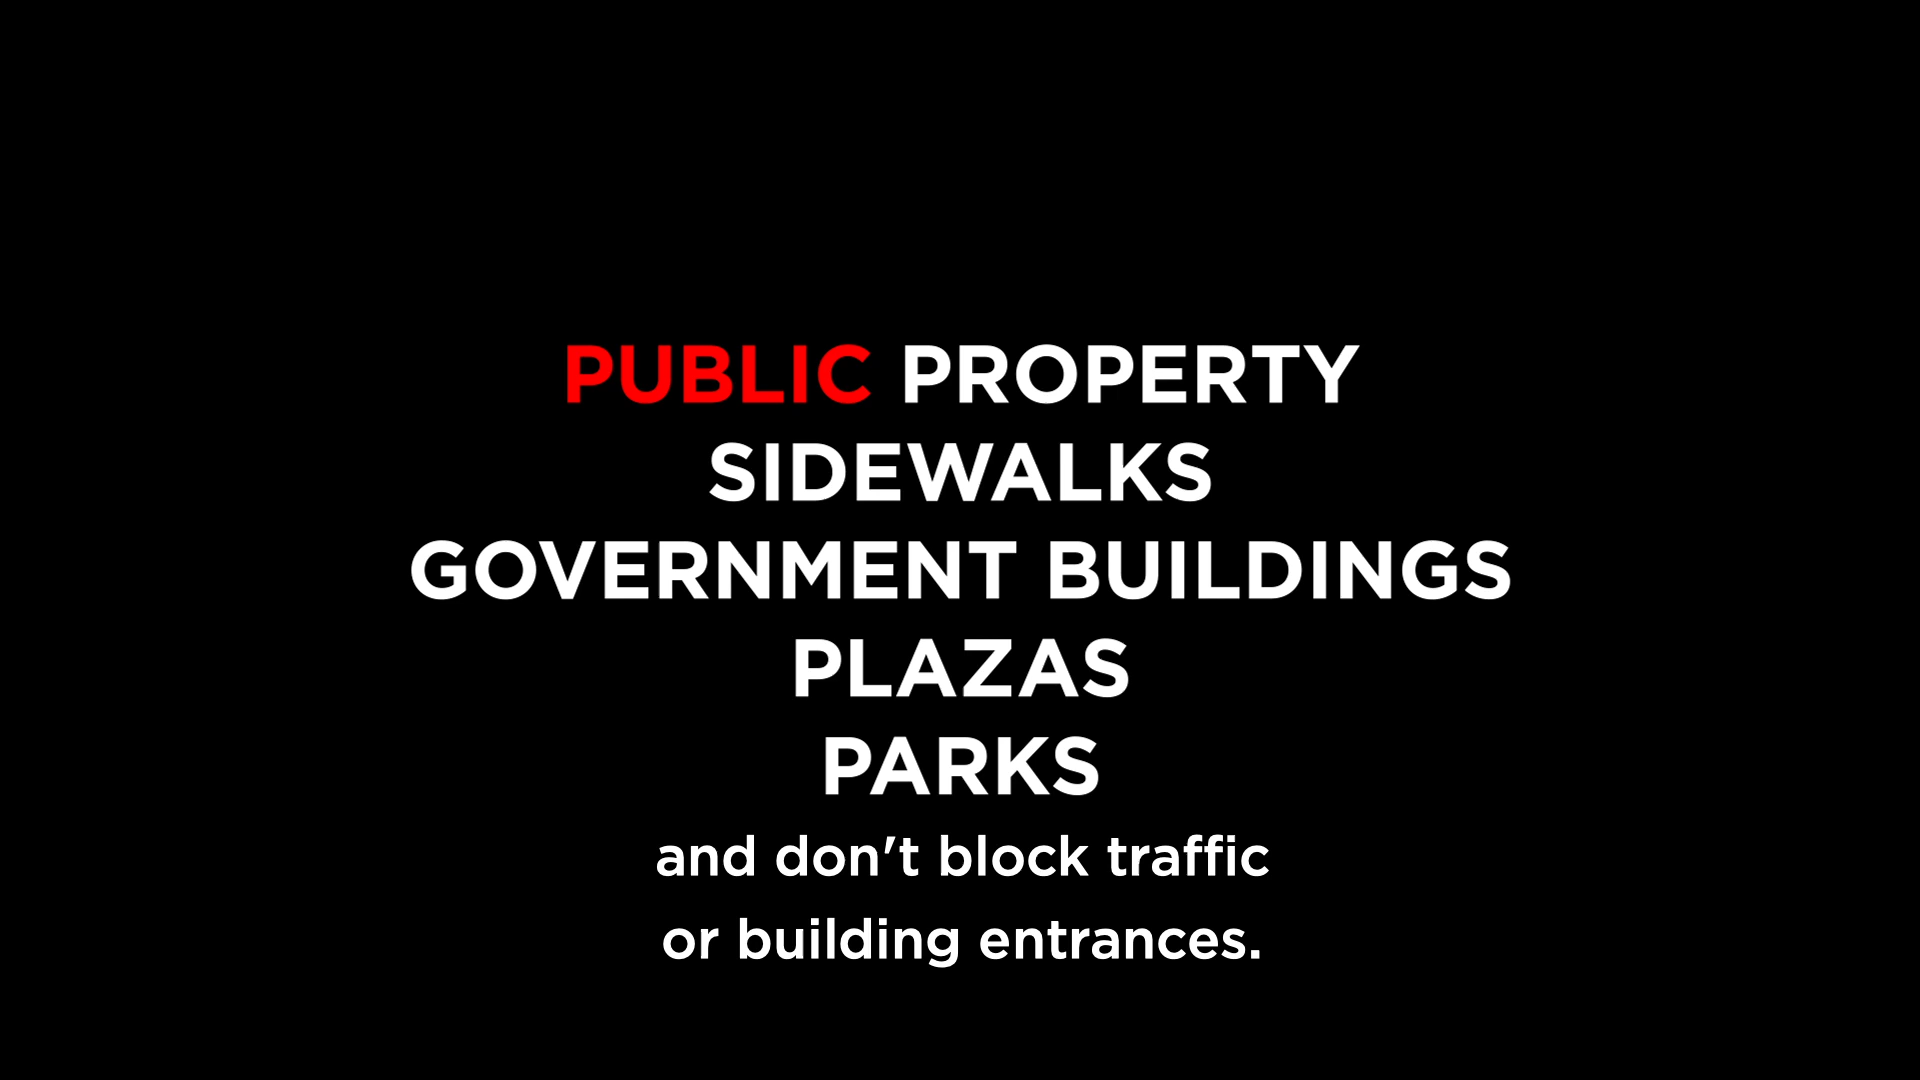 PUBLIC PROPERTY
SIDEWALKS
GOVERNMENT BUILDINGS
PLAZAS
PARKS
and don't block traffic
or building entrances.